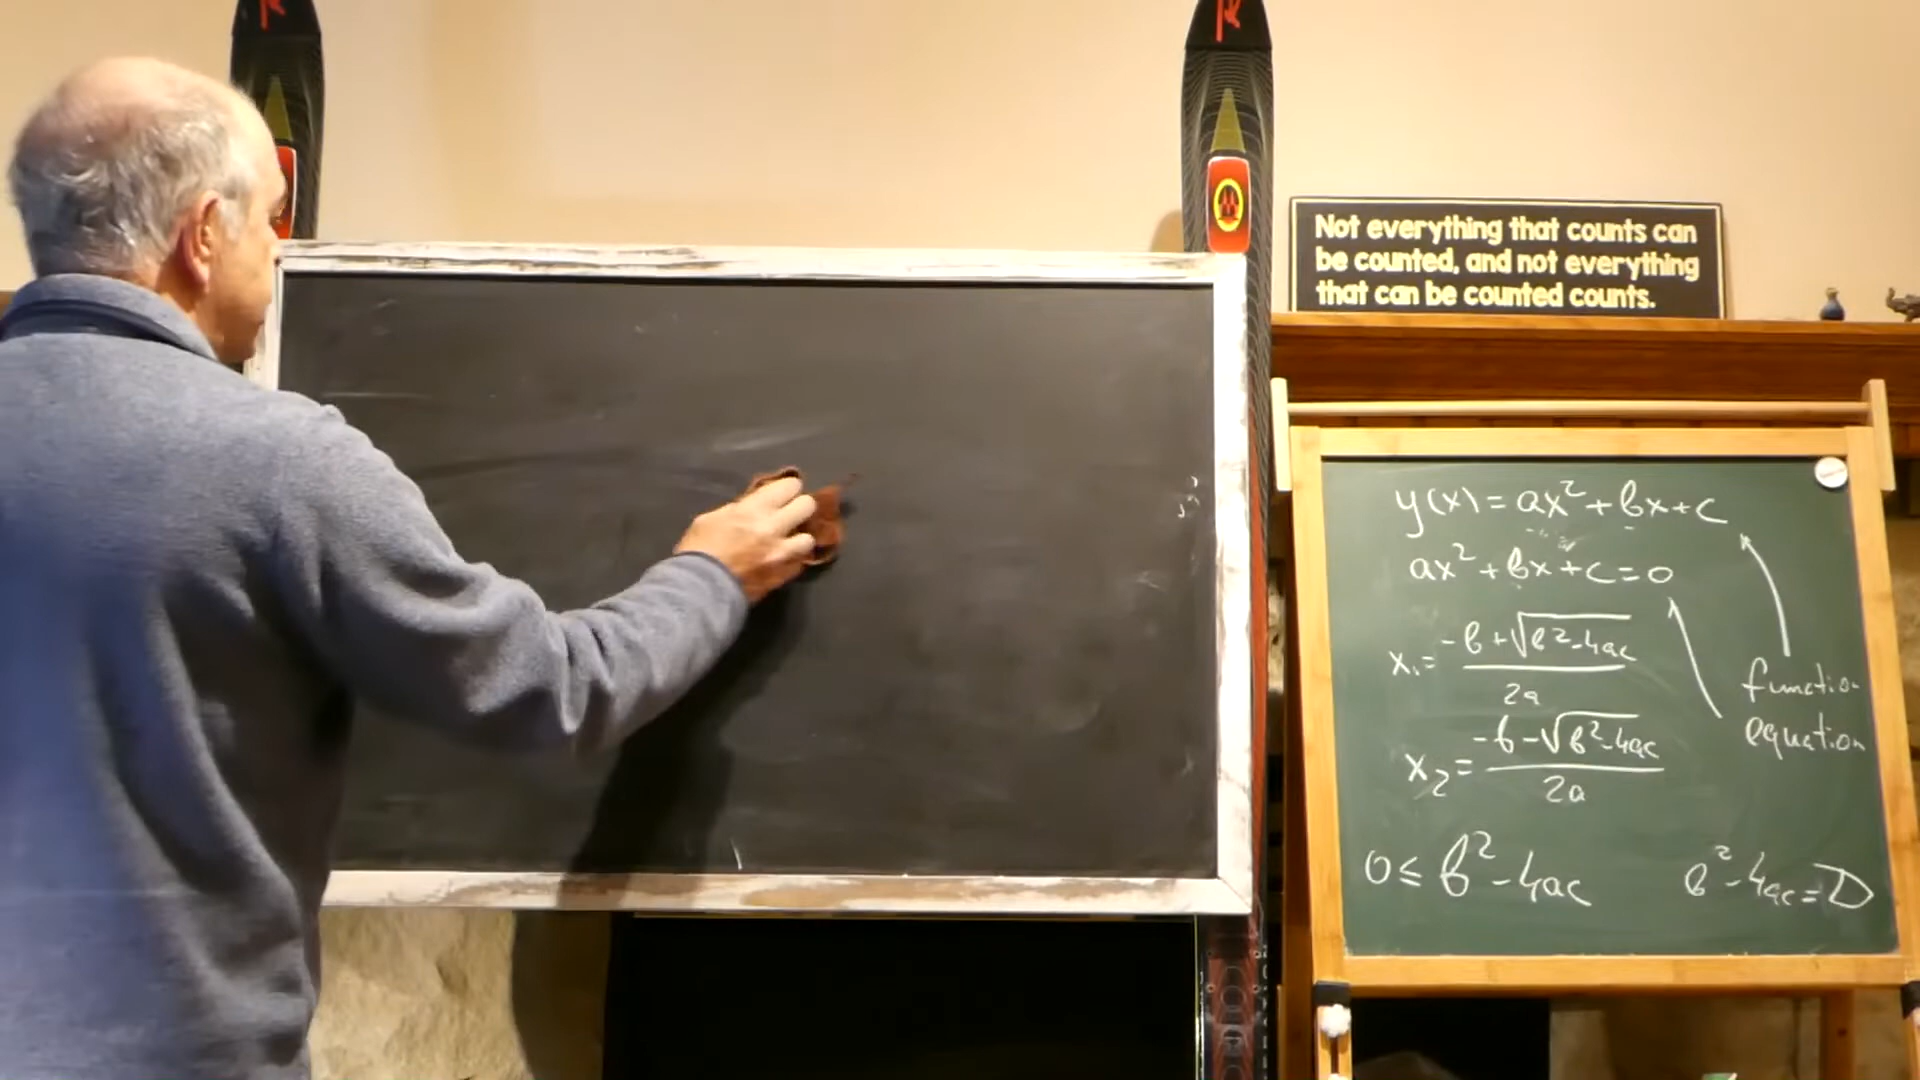 Not everything that counts can
be counted, and not everything
that can be counted counts.
y(x) = ax² + bx + c
ax² + bx + c = 0
x₁ = (-b + √(b² - 4ac)) / 2a
x₂ = (-b - √(b² - 4ac)) / 2a
function
equation
0 ≤ b² - 4ac
b² - 4ac = D